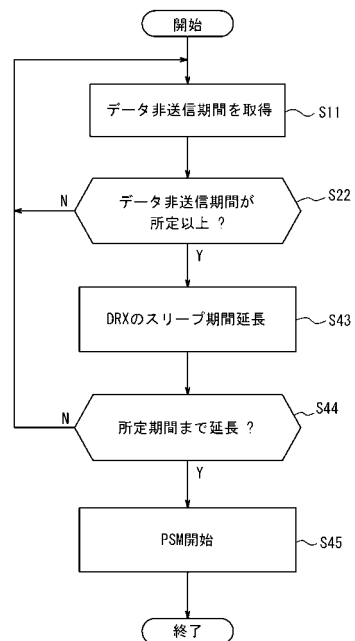 開始
データ非送信期間を取得
S11
データ非送信期間が
所定以上 ?
S22
N
Y
DRXのスリープ期間延長
S43
所定期間まで延長 ?
S44
N
Y
PSM開始
S45
終了